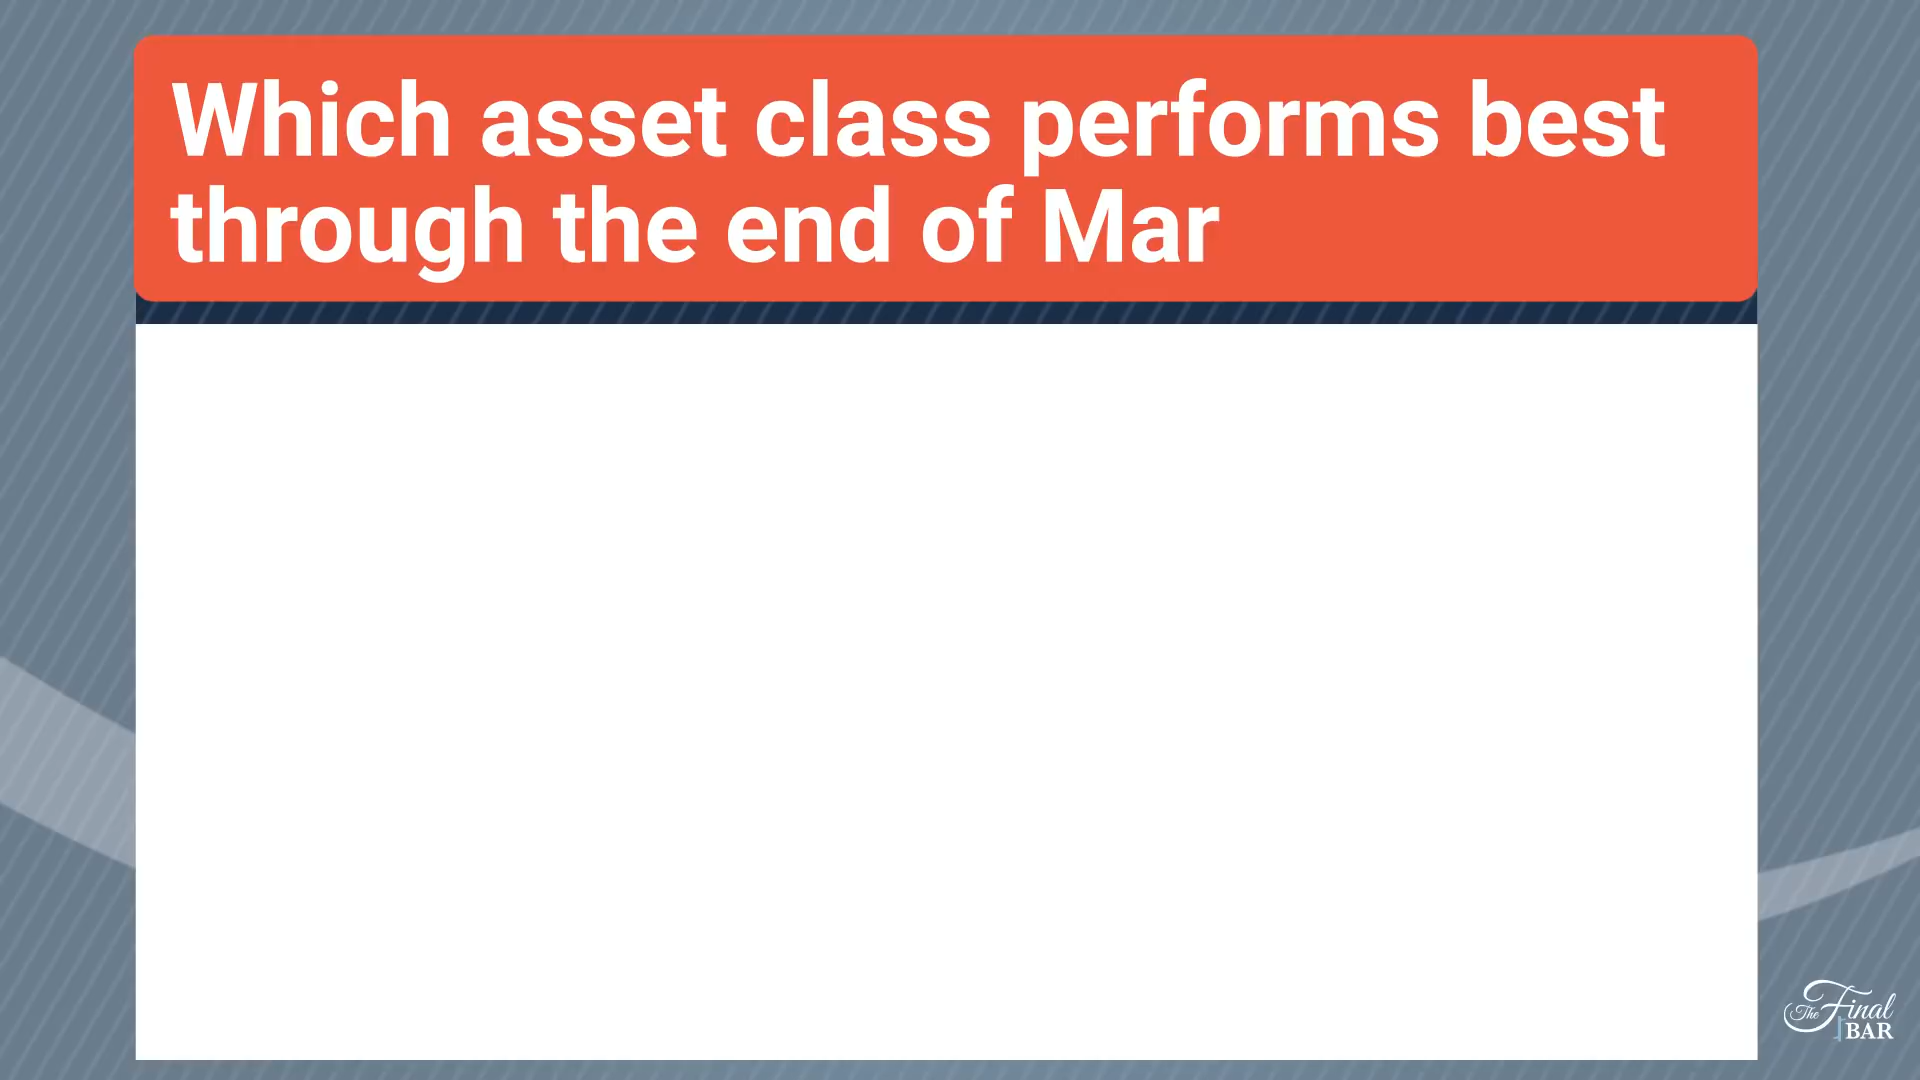 Which asset class performs best
through the end of Mar
The Final
BAR